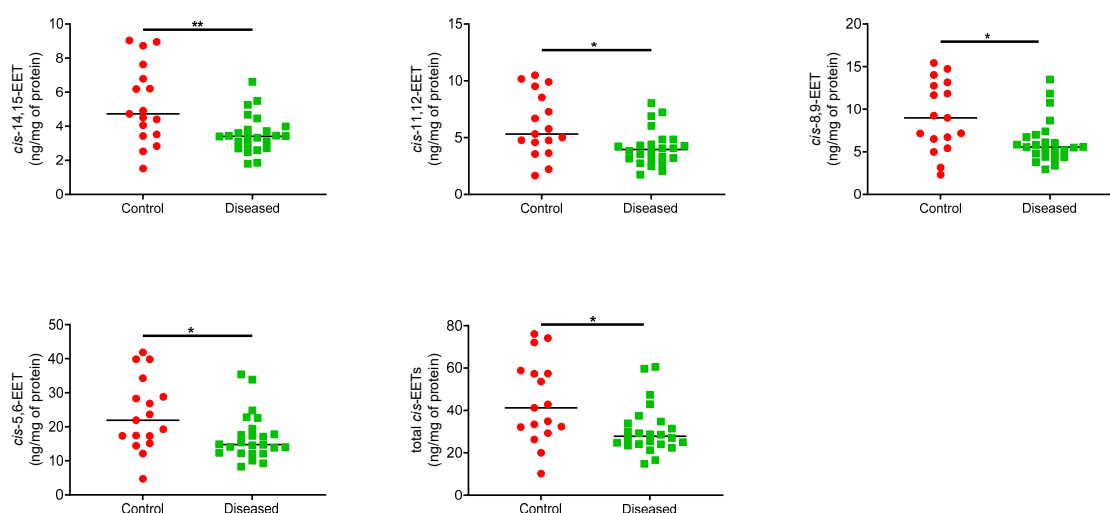 cis-14,15-EET
(ng/mg of protein)
10
8
6
4
2
0
**
Control
Diseased
cis-11,12-EET
(ng/mg of protein)
15
10
5
0
*
Control
Diseased
cis-8,9-EET
(ng/mg of protein)
20
15
10
5
0
*
Control
Diseased
cis-5,6-EET
(ng/mg of protein)
50
40
30
20
10
0
*
Control
Diseased
total cis-EETs
(ng/mg of protein)
80
60
40
20
0
*
Control
Diseased